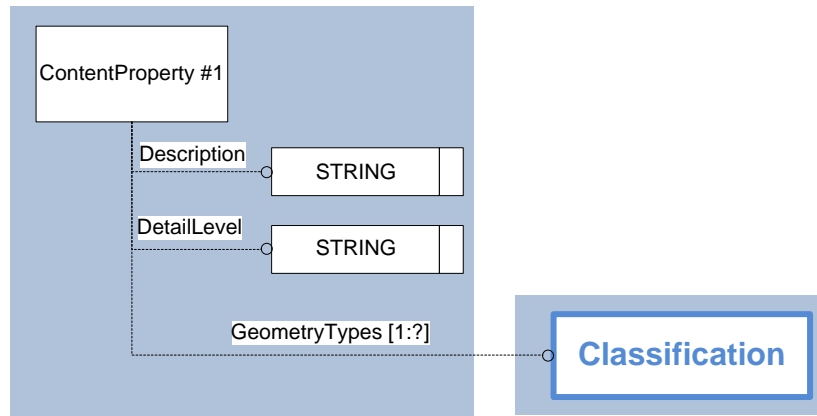 ContentProperty #1
Description
STRING
DetailLevel
STRING
GeometryTypes [1:?]
Classification